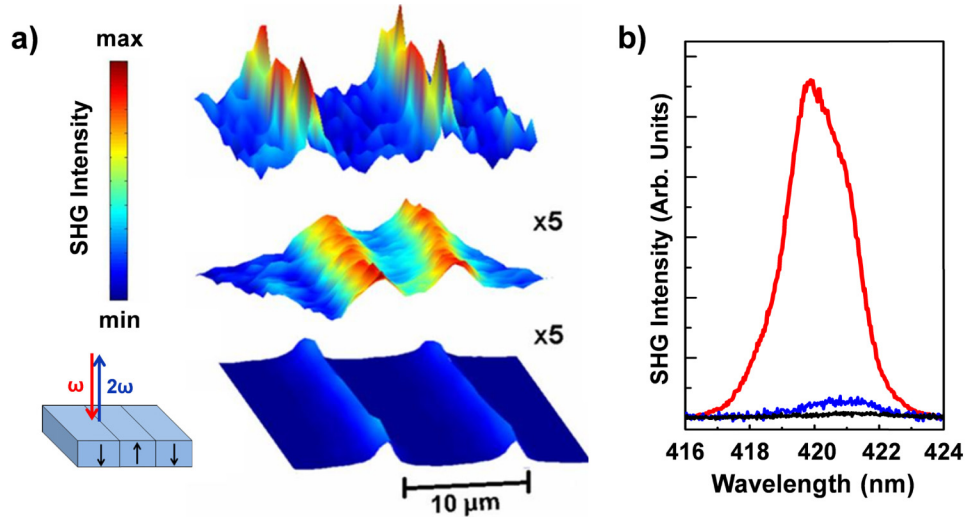 a)
max
SHG Intensity
min
ω
2ω
x5
x5
10 µm
b)
SHG Intensity (Arb. Units)
416
418
420
422
424
Wavelength (nm)